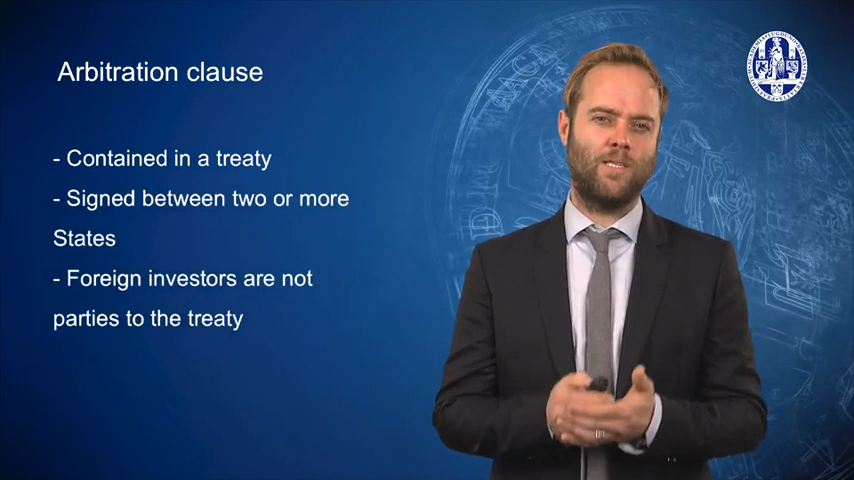 Arbitration clause
- Contained in a treaty
- Signed between two or more
States
- Foreign investors are not
parties to the treaty